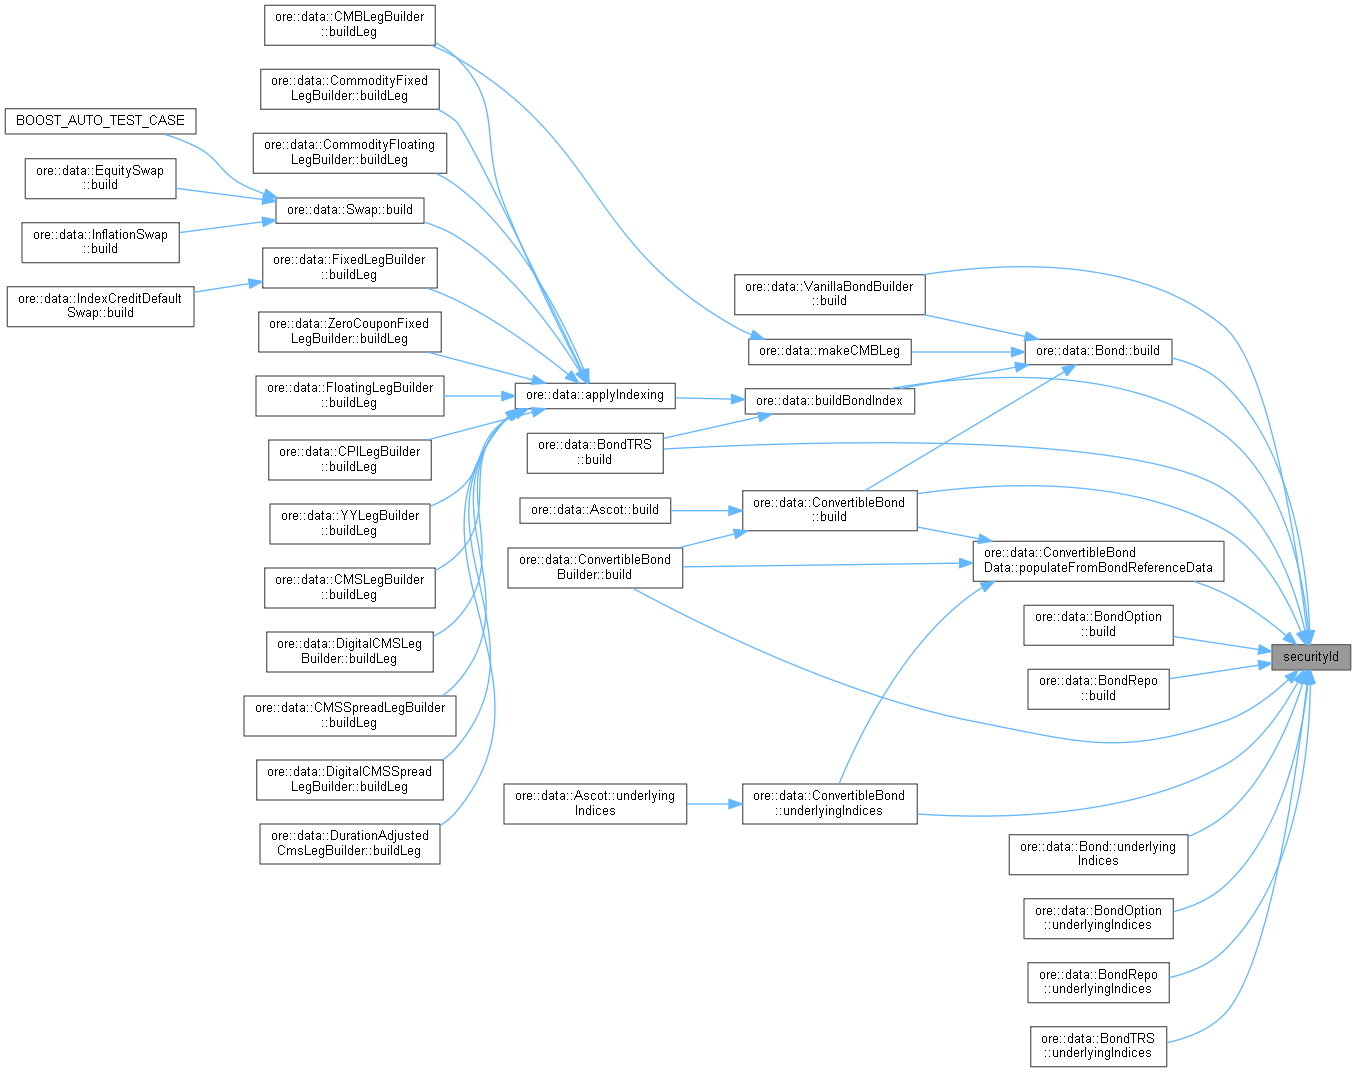 ore::data::CMBLegBuilder
::buildLeg
ore::data::CommodityFixed
LegBuilder::buildLeg
BOOST_AUTO_TEST_CASE
ore::data::CommodityFloating
LegBuilder::buildLeg
ore::data::EquitySwap
::build
ore::data::Swap::build
ore::data::InflationSwap
::build
ore::data::FixedLegBuilder
::buildLeg
ore::data::IndexCreditDefault
Swap::build
ore::data::VanillaBondBuilder
::build
ore::data::ZeroCouponFixed
LegBuilder::buildLeg
ore::data::makeCMBLeg
ore::data::Bond::build
ore::data::FloatingLegBuilder
::buildLeg
ore::data::applyIndexing
ore::data::buildBondIndex
ore::data::CPILegBuilder
::buildLeg
ore::data::BondTRS
::build
ore::data::YYLegBuilder
::buildLeg
ore::data::Ascot::build
ore::data::ConvertibleBond
::build
ore::data::CMSLegBuilder
::buildLeg
ore::data::ConvertibleBond
Builder::build
ore::data::ConvertibleBond
Data::populateFromBondReferenceData
ore::data::BondOption
::build
ore::data::DigitalCMSLeg
Builder::buildLeg
securityId
ore::data::BondRepo
::build
ore::data::CMSSpreadLegBuilder
::buildLeg
ore::data::DigitalCMSSpread
LegBuilder::buildLeg
ore::data::Ascot::underlying
Indices
ore::data::ConvertibleBond
::underlyingIndices
ore::data::DurationAdjusted
CmsLegBuilder::buildLeg
ore::data::Bond::underlying
Indices
ore::data::BondOption
::underlyingIndices
ore::data::BondRepo
::underlyingIndices
ore::data::BondTRS
::underlyingIndices